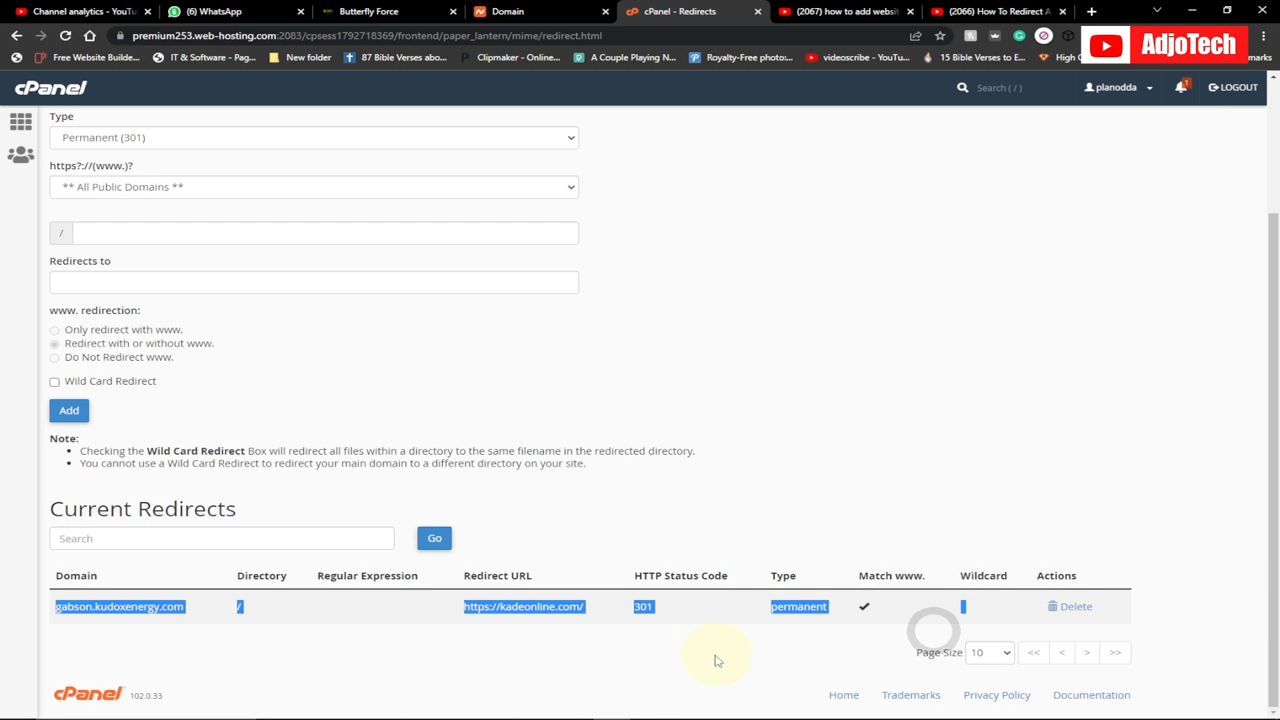 Channel analytics - YouTu
(6) WhatsApp
Butterfly Force
Domain
cPanel - Redirects
(2067) how to add websit
(2066) How To Redirect A
premium253.web-hosting.com:2083/cpsess1792718369/frontend/paper_lantern/mime/redirect.html
Free Website Builde...
IT & Software - Pag...
New folder
87 E
Clipmaker - Online...
A Couple Playing N...
Royalty-Free photo...
videoscribe - YouT...
15 Bible Verses to E...
High
AdjoTech
cPanel
Search ( / )
planodda
1
LOGOUT
Type
Permanent (301)
https?://(www.)?
** All Public Domains **
/
Redirects to
www. redirection:
Only redirect with www.
Redirect with or without www.
Do Not Redirect www.
Wild Card Redirect
Add
Note:
Checking the Wild Card Redirect Box will redirect all files within a directory to the same filename in the redirected directory.
You cannot use a Wild Card Redirect to redirect your main domain to a different directory on your site.
Current Redirects
Search
Go
Domain Directory Regular Expression Redirect URL HTTP Status Code Type Match www. Wildcard Actions
gabson.kudoxenergy.com / https://kadeonline.com/ 301 permanent Delete
Page Size 10 << < > >>
cPanel 102.0.33 Home Trademarks Privacy Policy Documentation